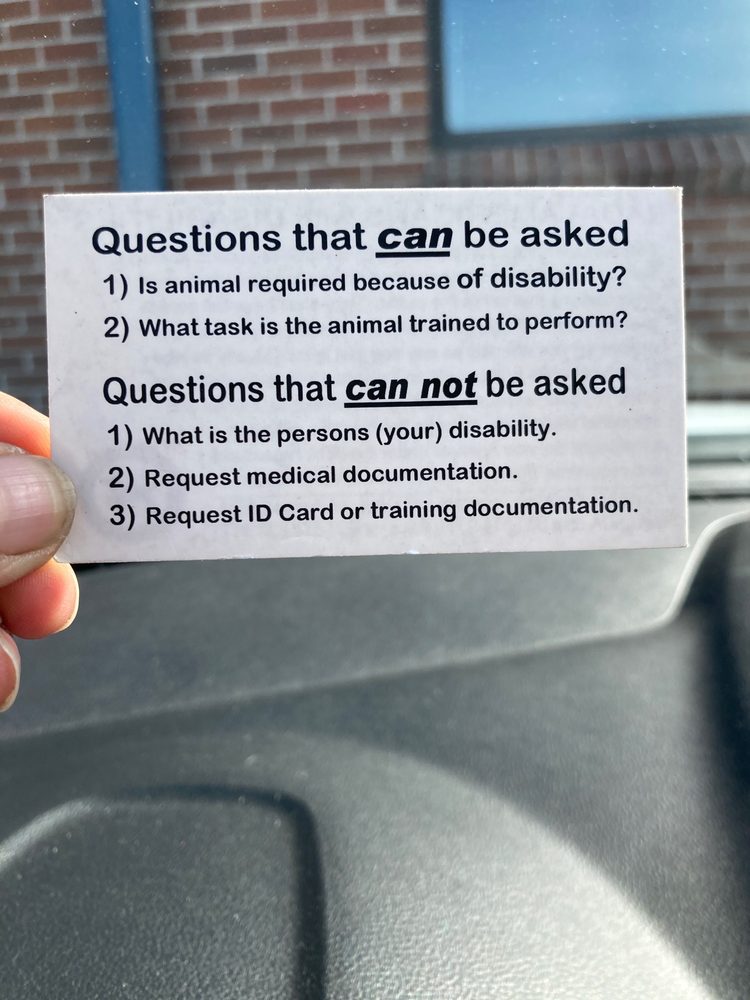 Questions that can be asked
1) Is animal required because of disability?
2) What task is the animal trained to perform?
Questions that can not be asked
1) What is the persons (your) disability.
2) Request medical documentation.
3) Request ID Card or training documentation.